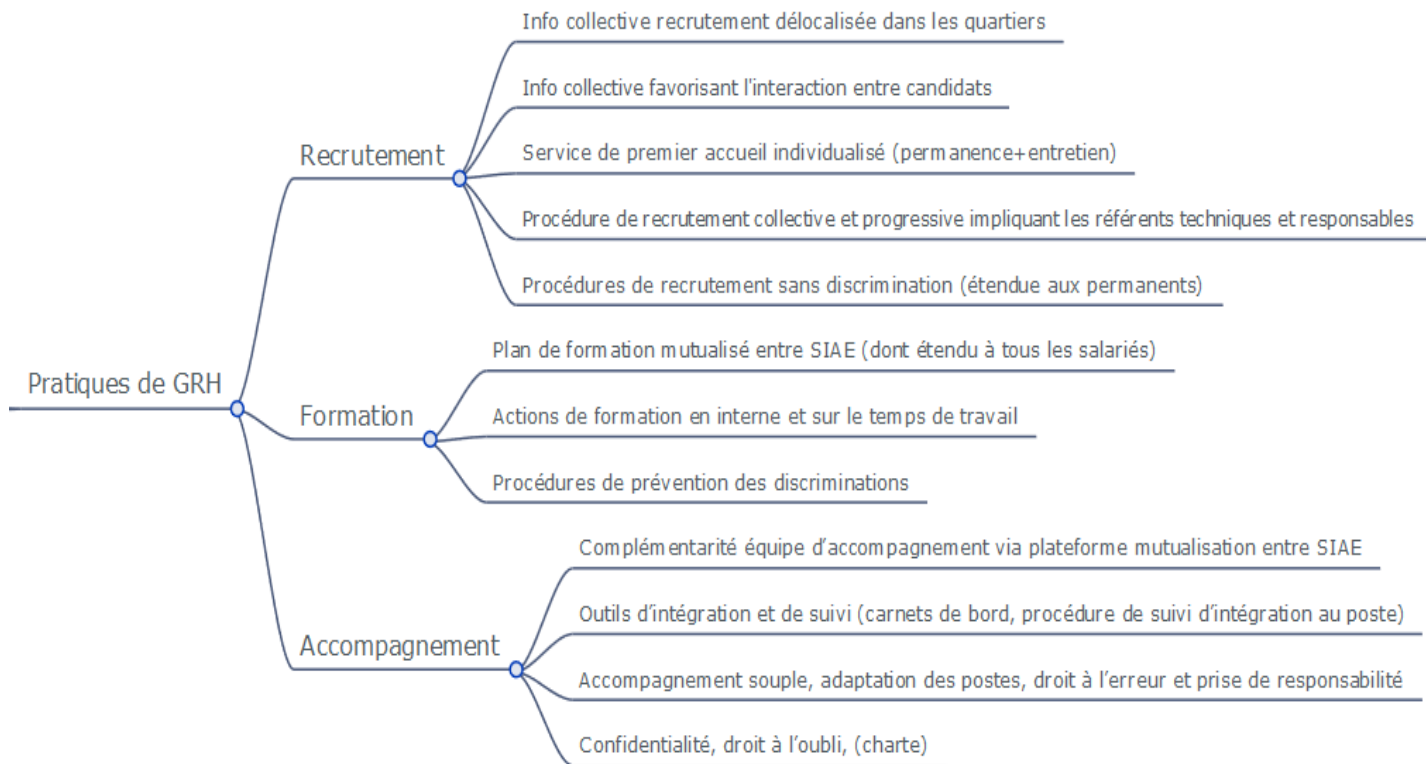 Pratiques de GRH
Recrutement
Info collective recrutement délocalisée dans les quartiers
Info collective favorisant l'interaction entre candidats
Service de premier accueil individualisé (permanence+entretien)
Procédure de recrutement collective et progressive impliquant les référents techniques et responsables
Procédures de recrutement sans discrimination (étendue aux permanents)
Formation
Plan de formation mutualisé entre SIAE (dont étendu à tous les salariés)
Actions de formation en interne et sur le temps de travail
Procédures de prévention des discriminations
Accompagnement
Complémentarité équipe d’accompagnement via plateforme mutualisation entre SIAE
Outils d’intégration et de suivi (carnets de bord, procédure de suivi d’intégration au poste)
Accompagnement souple, adaptation des postes, droit à l’erreur et prise de responsabilité
Confidentialité, droit à l’oubli, (charte)